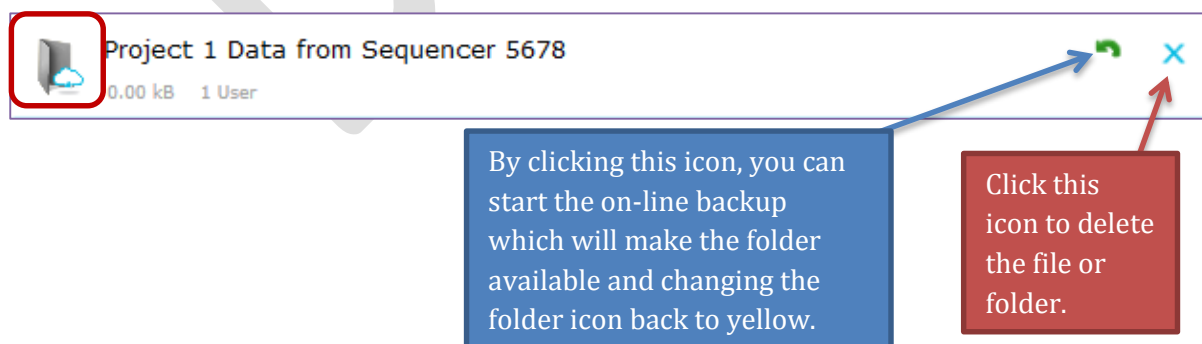 Project 1 Data from Sequencer 5678
0.00 kB 1 User
By clicking this icon, you can
start the on-line backup
which will make the folder
available and changing the
folder icon back to yellow.
Click this
icon to delete
the file or
folder.